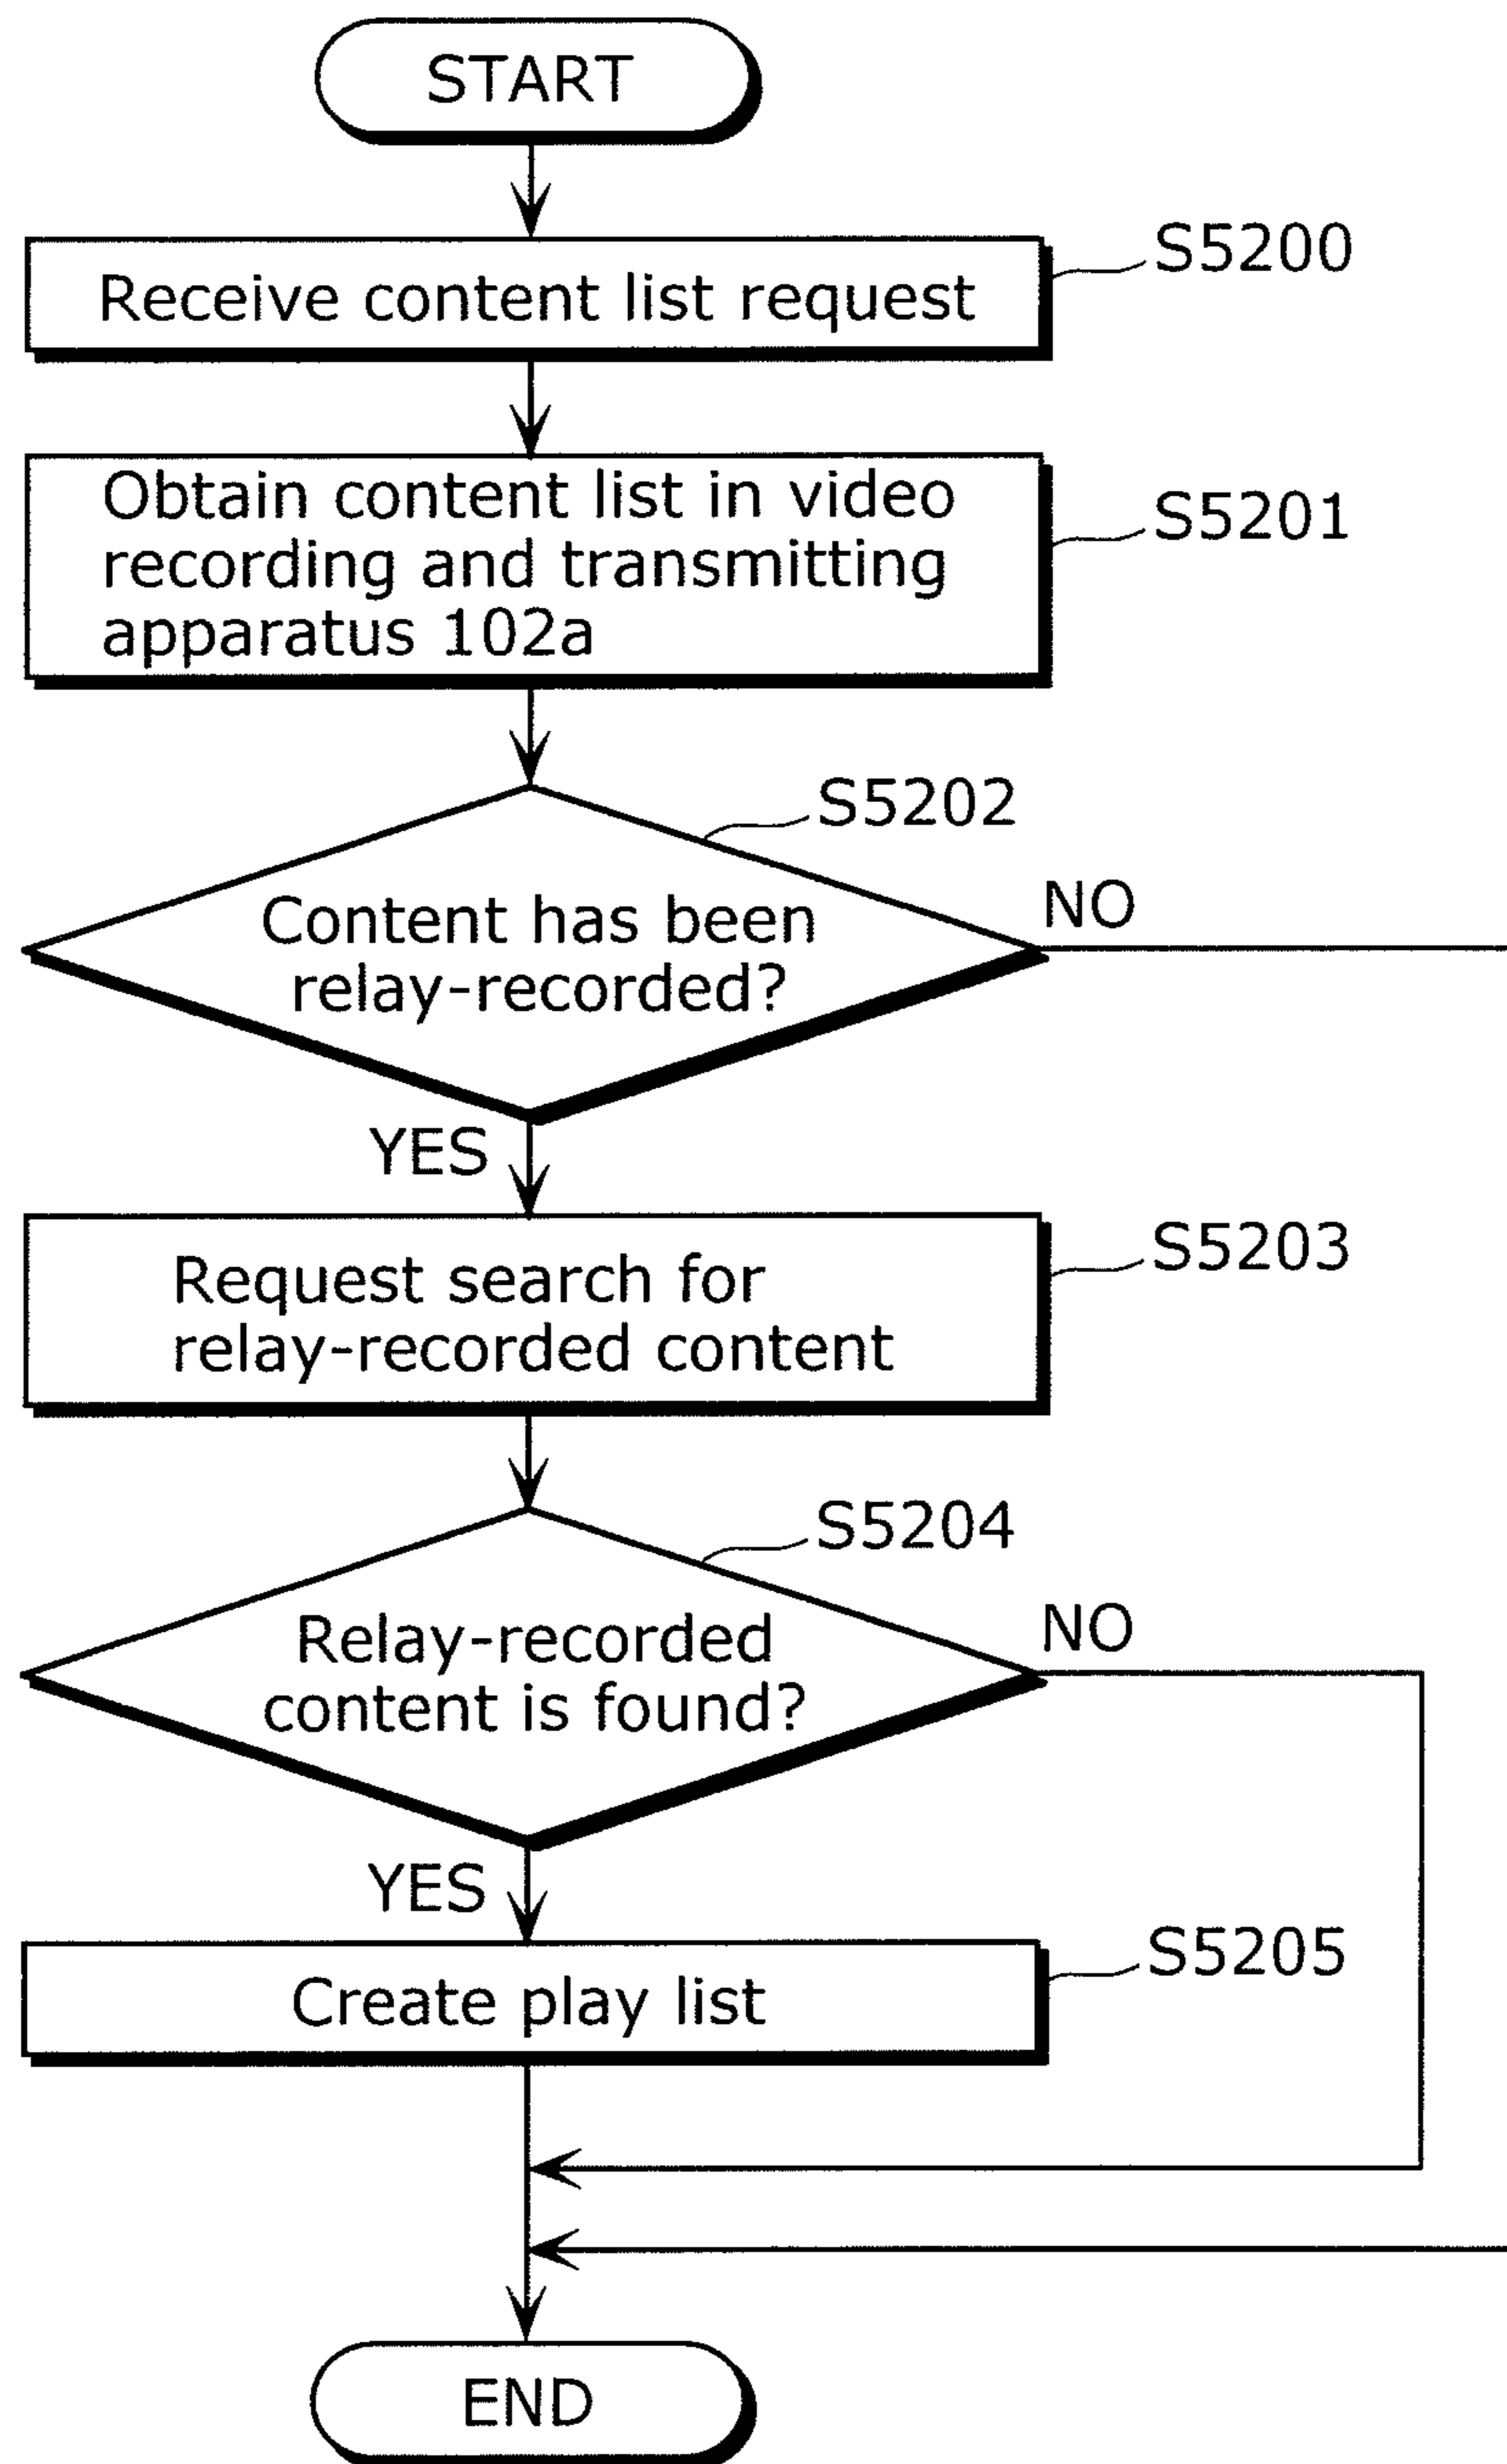 START
Receive content list request
S5200
Obtain content list in video
recording and transmitting
apparatus 102a
S5201
S5202
Content has been
relay-recorded?
NO
YES
Request search for
relay-recorded content
S5203
S5204
Relay-recorded
content is found?
NO
YES
Create play list
S5205
END